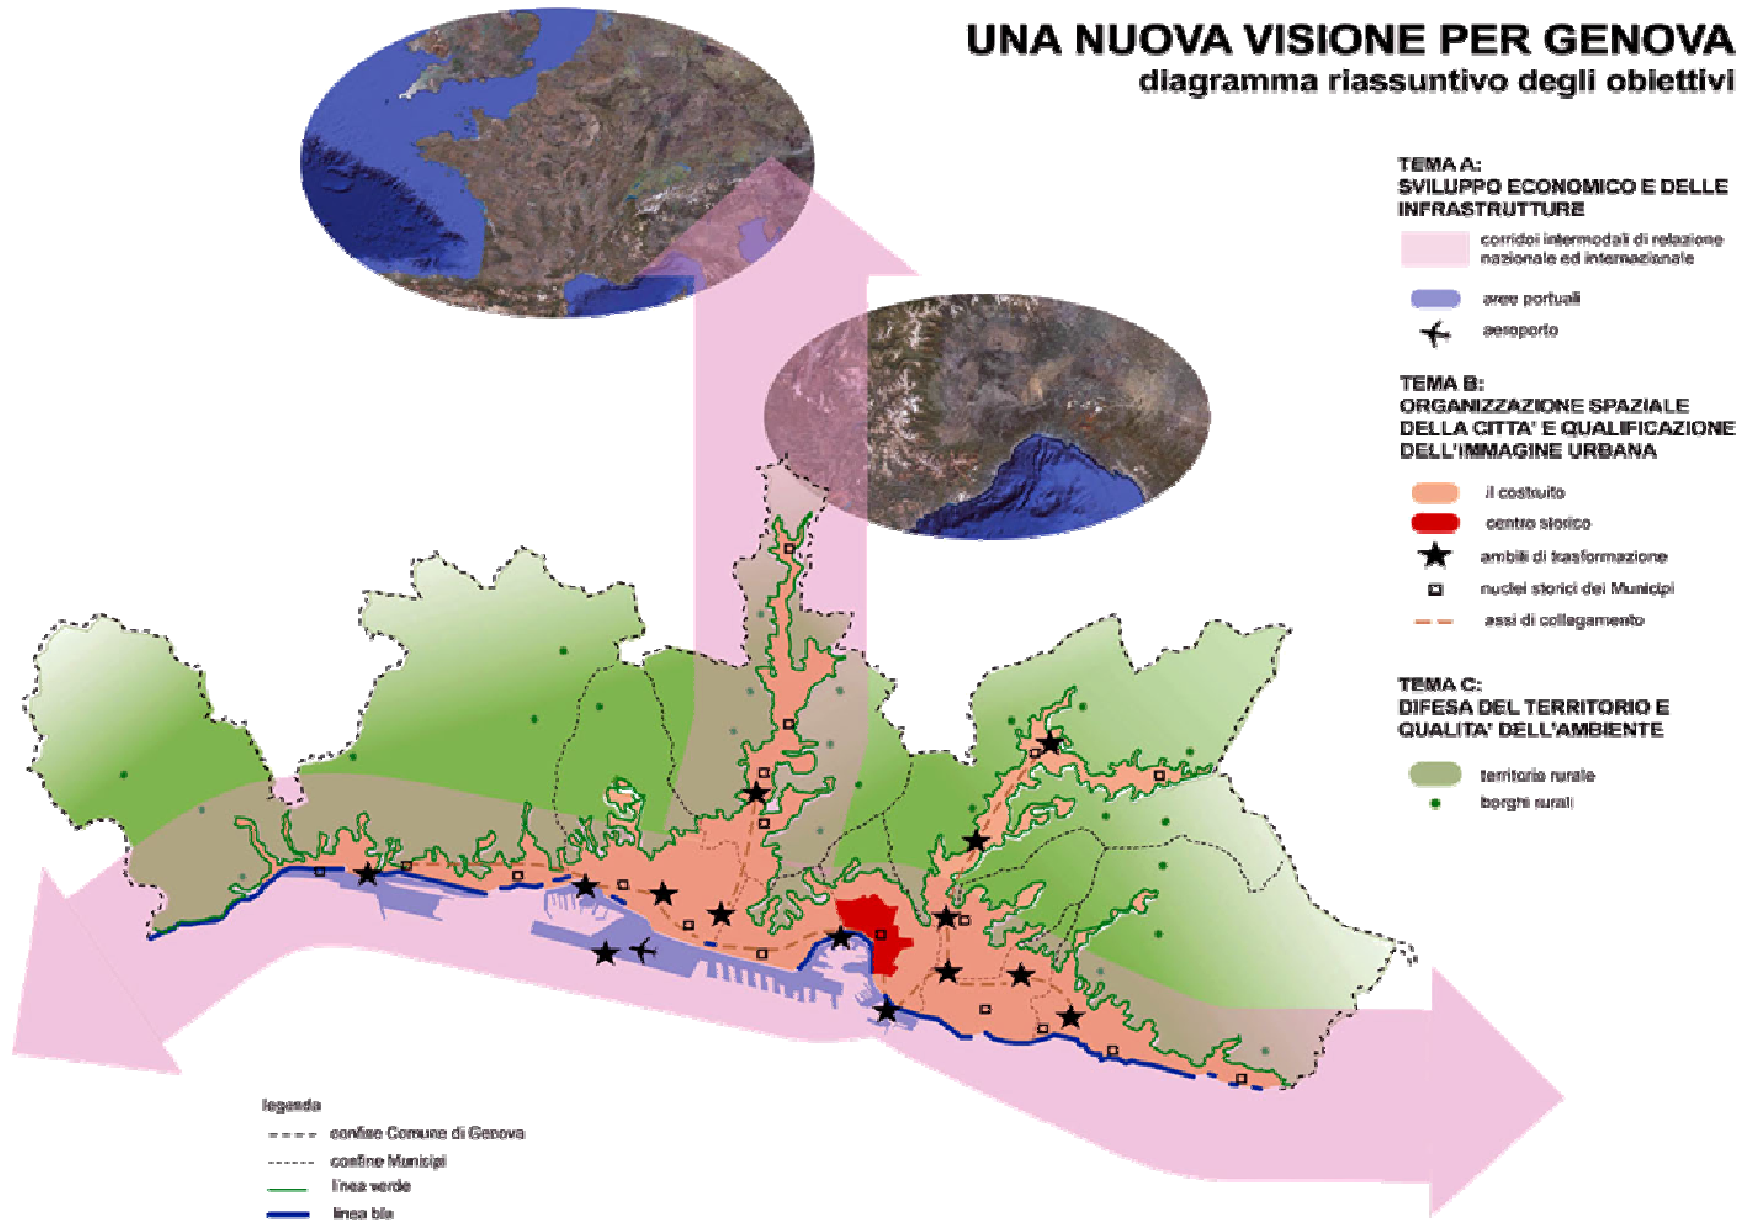 UNA NUOVA VISIONE PER GENOVA
diagramma riassuntivo degli obiettivi
TEMA A:
SVILUPPO ECONOMICO E DELLE
INFRASTRUTTURE
corridoi intermodali di relazione
nazionale ed internazionale
aree portuali
aeroporto
TEMA B:
ORGANIZZAZIONE SPAZIALE
DELLA CITTA' E QUALIFICAZIONE
DELL'IMMAGINE URBANA
il costruito
centro storico
ambiti di trasformazione
nuclei storici dei Municipi
assi di collegamento
TEMA C:
DIFESA DEL TERRITORIO E
QUALITA' DELL'AMBIENTE
territorio rurale
borghi rurali
legenda
confine Comune di Genova
confine Municipi
linea verde
linea blu